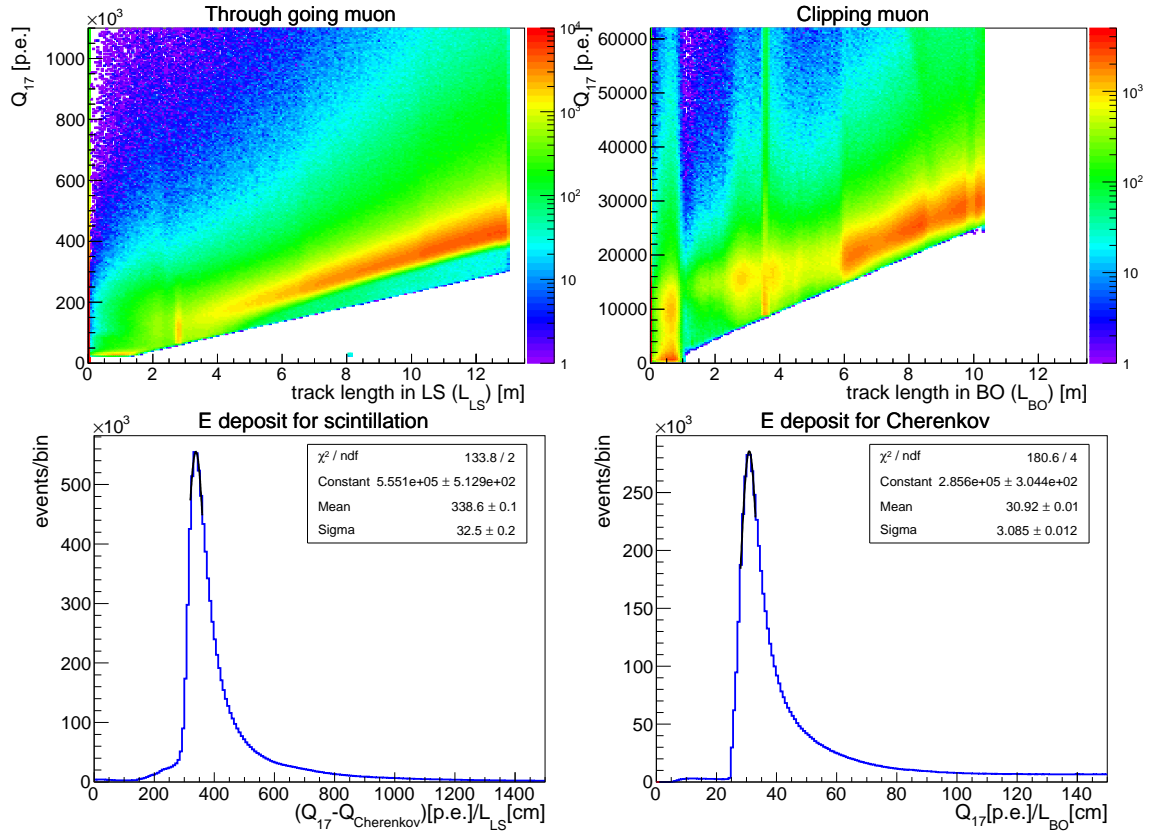 Through going muon
×10³
Q₁₇ [p.e.]
1000
800
600
400
200
0
0 2 4 6 8 10 12
track length in LS (L_LS) [m]
10⁴
10³
10²
10
1
Clipping muon
Q₁₇ [p.e.]
60000
50000
40000
30000
20000
10000
0
0 2 4 6 8 10 12
track length in BO (L_BO) [m]
10³
10²
10
1
E deposit for scintillation
×10³
events/bin
500
400
300
200
100
0
0 200 400 600 800 1000 1200 1400
(Q₁₇-Q_Cherenkov)[p.e.]/L_LS[cm]
χ² / ndf 133.8 / 2
Constant 5.551e+05 ± 5.129e+02
Mean 338.6 ± 0.1
Sigma 32.5 ± 0.2
E deposit for Cherenkov
×10³
events/bin
250
200
150
100
50
0
0 20 40 60 80 100 120 140
Q₁₇[p.e.]/L_BO[cm]
χ² / ndf 180.6 / 4
Constant 2.856e+05 ± 3.044e+02
Mean 30.92 ± 0.01
Sigma 3.085 ± 0.012